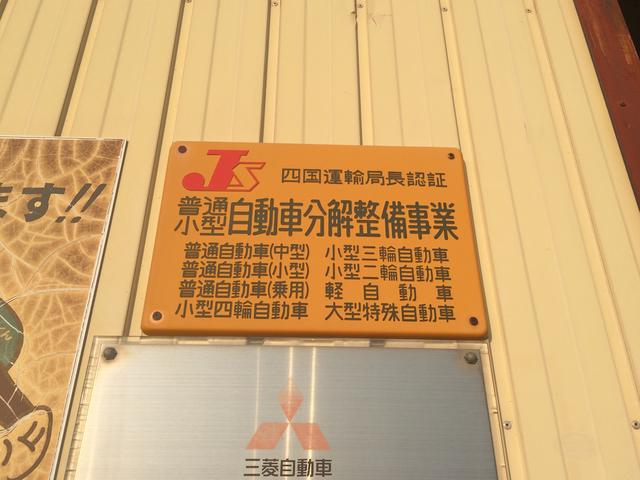 ます!!
JS 四国運輸局長認証
普通
小型 自動車分解整備事業
普通自動車(中型) 小型三輪自動車
普通自動車(小型) 小型二輪自動車
普通自動車(乗用) 軽自動車
小型四輪自動車 大型特殊自動車
三菱自動車